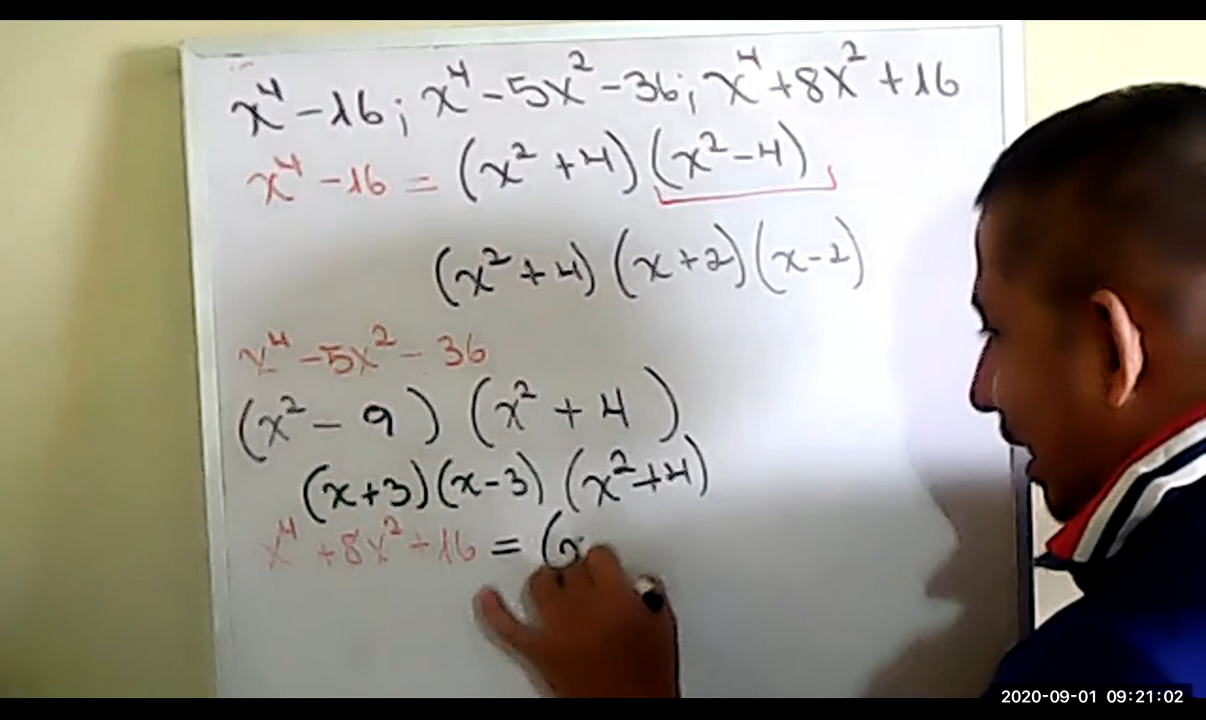 x⁴ - 16 ; x⁴ - 5x² - 36 ; x⁴ + 8x² + 16
x⁴ - 16 = (x² + 4) (x² - 4)
(x² + 4) (x + 2) (x - 2)
x⁴ - 5x² - 36
(x² - 9) (x² + 4)
(x + 3) (x - 3) (x² + 4)
x⁴ + 8x² + 16 = (x
2020-09-01 09:21:02